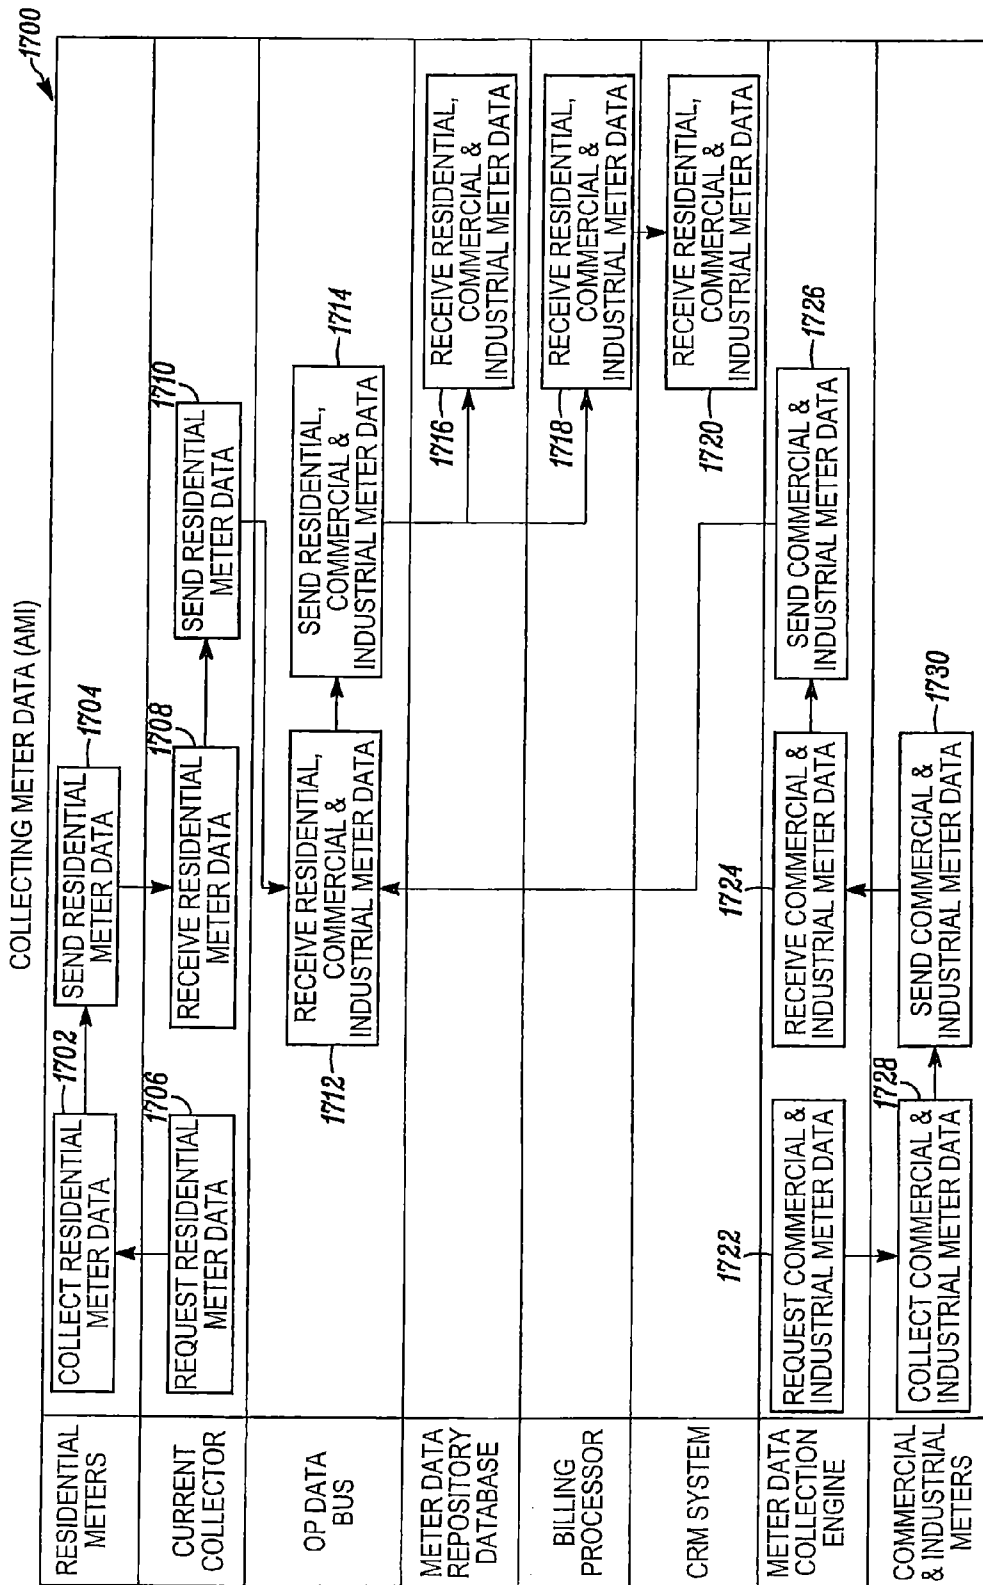 COLLECTING METER DATA (AMI)
1700
RESIDENTIAL
METERS
COLLECT RESIDENTIAL
METER DATA
1702
SEND RESIDENTIAL
METER DATA
1704
CURRENT
COLLECTOR
REQUEST RESIDENTIAL
METER DATA
1706
RECEIVE RESIDENTIAL
METER DATA
1708
SEND RESIDENTIAL
METER DATA
1710
OP DATA
BUS
RECEIVE RESIDENTIAL,
COMMERCIAL &
INDUSTRIAL METER DATA
1712
SEND RESIDENTIAL,
COMMERCIAL &
INDUSTRIAL METER DATA
1714
METER DATA
REPOSITORY
DATABASE
1716
RECEIVE RESIDENTIAL,
COMMERCIAL &
INDUSTRIAL METER DATA
BILLING
PROCESSOR
1718
RECEIVE RESIDENTIAL,
COMMERCIAL &
INDUSTRIAL METER DATA
CRM SYSTEM
1720
RECEIVE RESIDENTIAL,
COMMERCIAL &
INDUSTRIAL METER DATA
METER DATA
COLLECTION
ENGINE
1722
REQUEST COMMERCIAL &
INDUSTRIAL METER DATA
1724
RECEIVE COMMERCIAL &
INDUSTRIAL METER DATA
SEND COMMERCIAL &
INDUSTRIAL METER DATA
1726
COMMERCIAL
& INDUSTRIAL
METERS
COLLECT COMMERCIAL &
INDUSTRIAL METER DATA
1728
SEND COMMERCIAL &
INDUSTRIAL METER DATA
1730